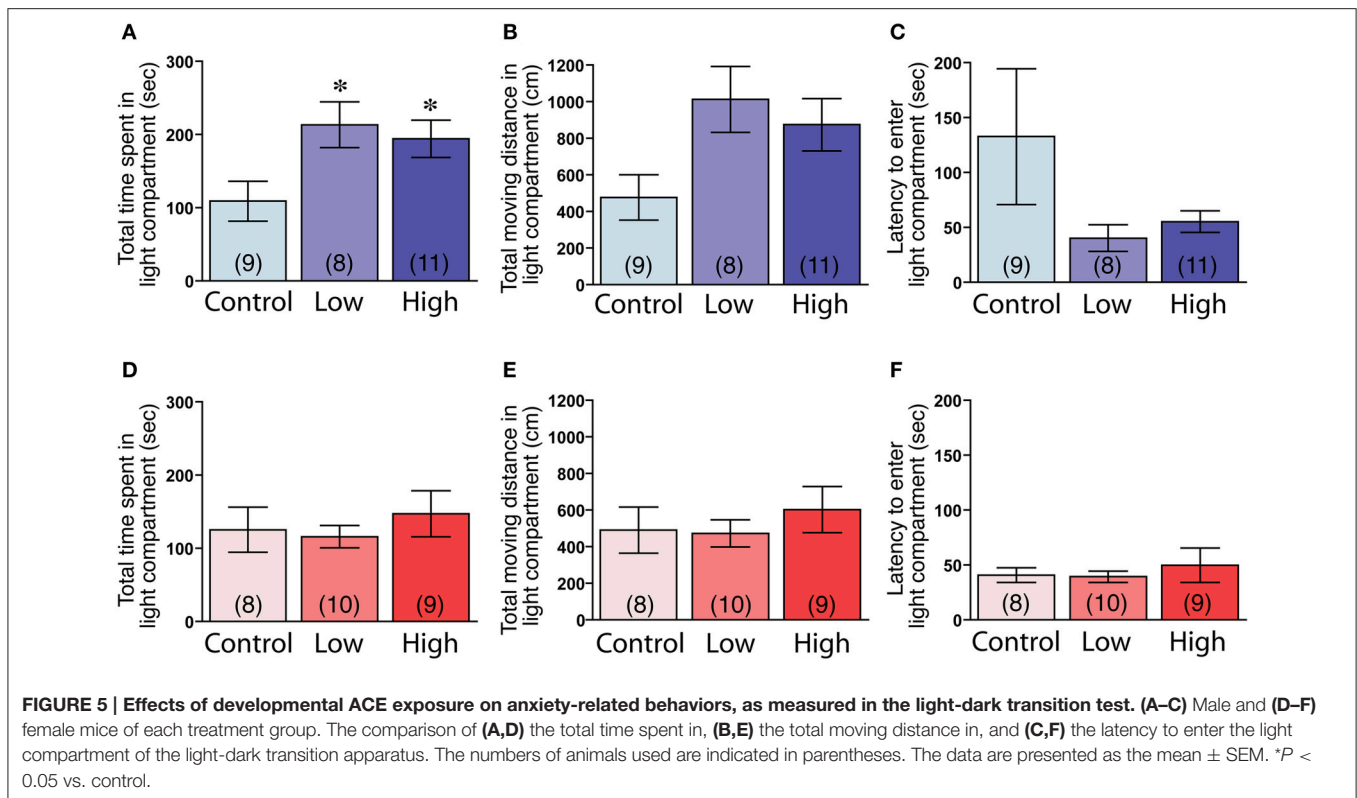 A
Total time spent in
light compartment (sec)
300
200
100
0
*
*
(9)
(8)
(11)
Control
Low
High
B
Total moving distance in
light compartment (cm)
1200
1000
800
600
400
200
0
(9)
(8)
(11)
Control
Low
High
C
Latency to enter
light compartment (sec)
200
150
100
50
0
(9)
(8)
(11)
Control
Low
High
D
Total time spent in
light compartment (sec)
300
200
100
0
(8)
(10)
(9)
Control
Low
High
E
Total moving distance in
light compartment (cm)
1200
1000
800
600
400
200
0
(8)
(10)
(9)
Control
Low
High
F
Latency to enter
light compartment (sec)
200
150
100
50
0
(8)
(10)
(9)
Control
Low
High
FIGURE 5 | Effects of developmental ACE exposure on anxiety-related behaviors, as measured in the light-dark transition test. (A–C) Male and (D–F)
female mice of each treatment group. The comparison of (A,D) the total time spent in, (B,E) the total moving distance in, and (C,F) the latency to enter the light
compartment of the light-dark transition apparatus. The numbers of animals used are indicated in parentheses. The data are presented as the mean ± SEM. *P <
0.05 vs. control.